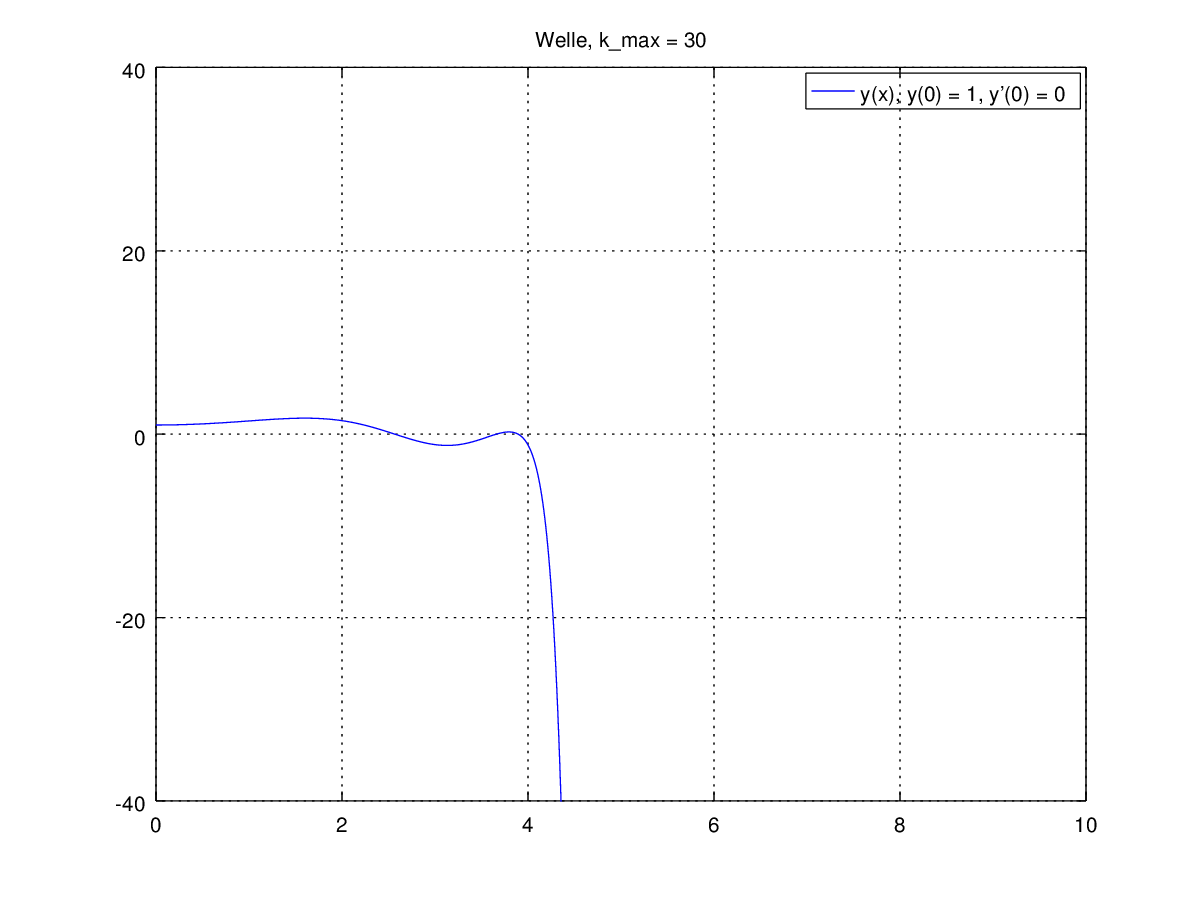 Welle, k_max = 30
y(x), y(0) = 1, y'(0) = 0
40
20
0
-20
-40
0 2 4 6 8 10